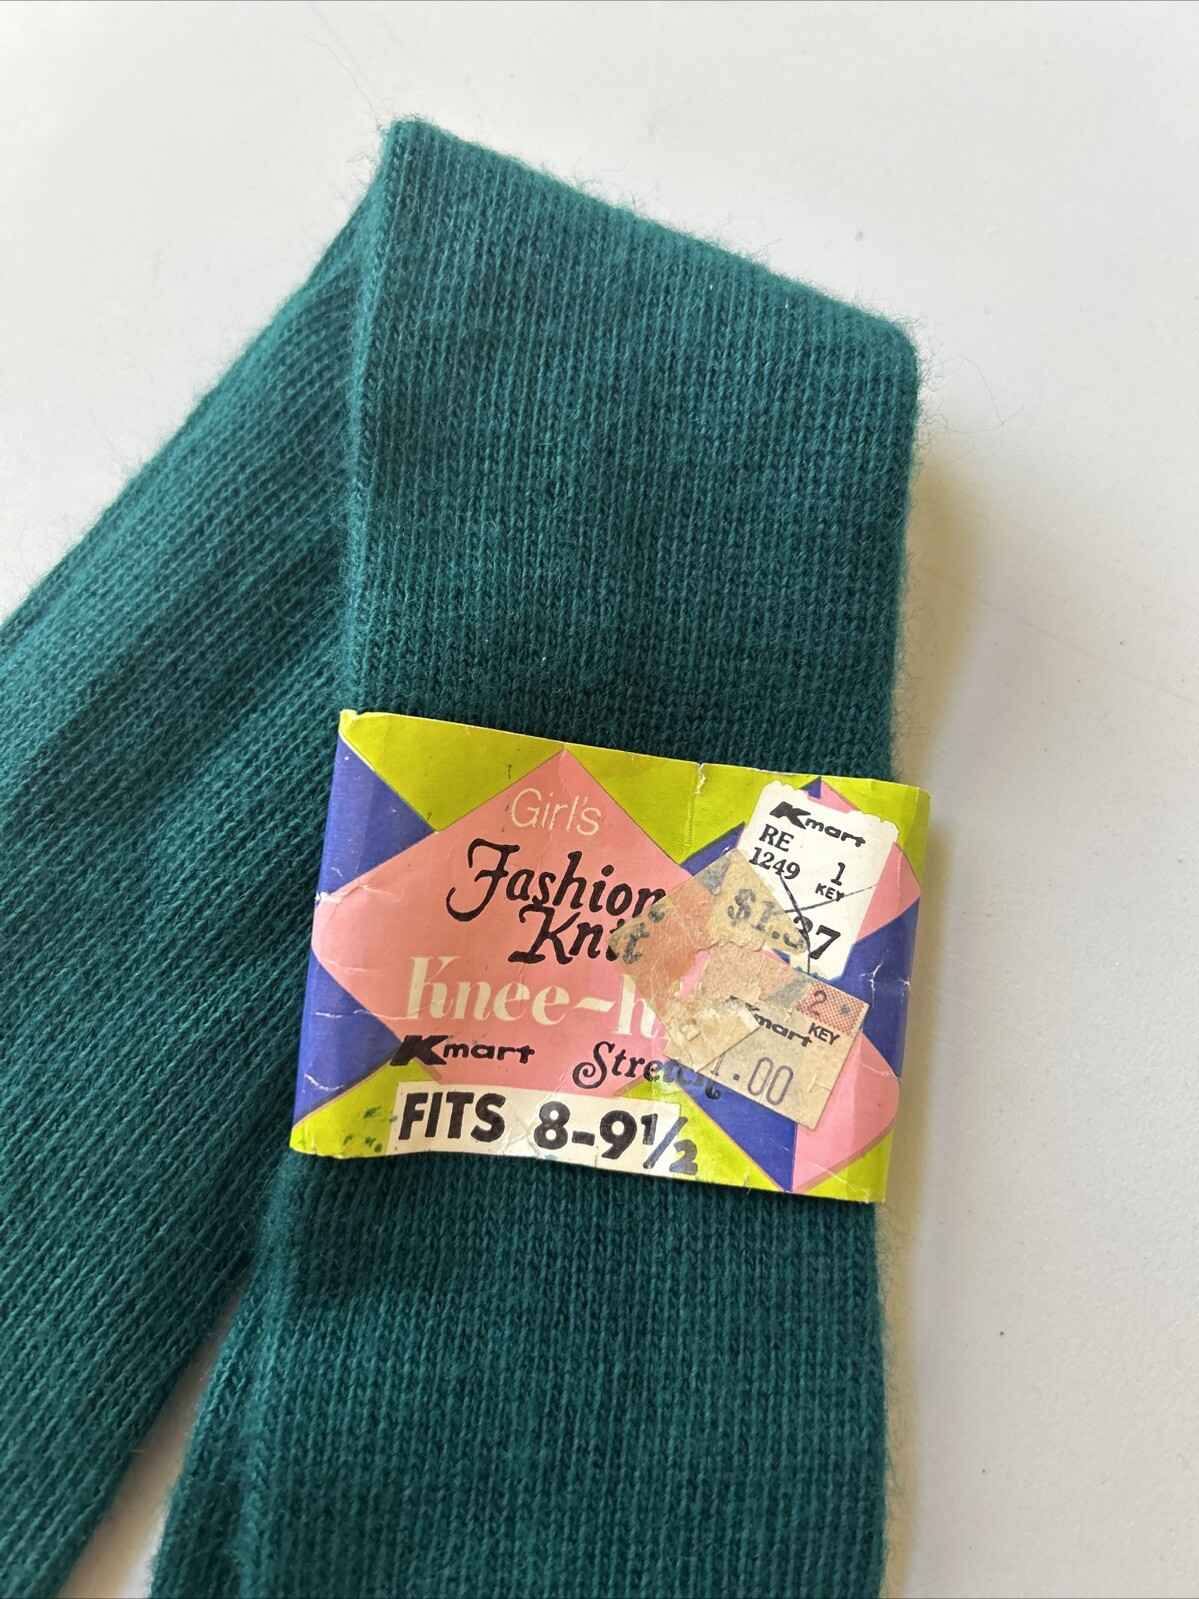 Girl's
Fashion
Knit
Knee-hi
Kmart Stretch
FITS 8-9½
Kmart
RE
1249 1
KEY
$1.37
2
KEY
Kmart
1.00